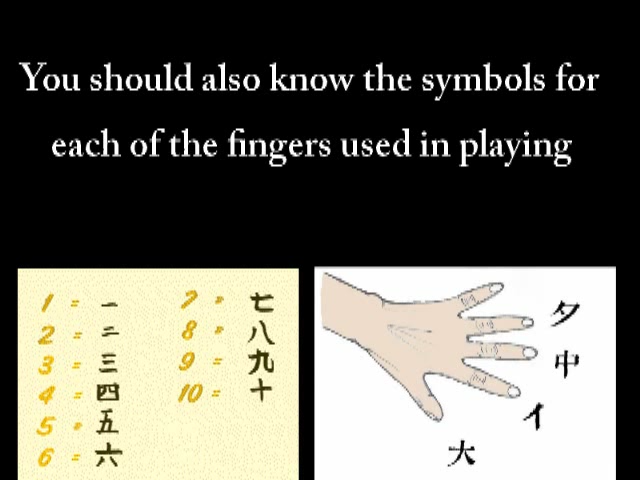 You should also know the symbols for
each of the fingers used in playing
1 = 一
2 = 二
3 = 三
4 = 四
5 = 五
6 = 六
7 = 七
8 = 八
9 = 九
10 = 十
夕
中
イ
大